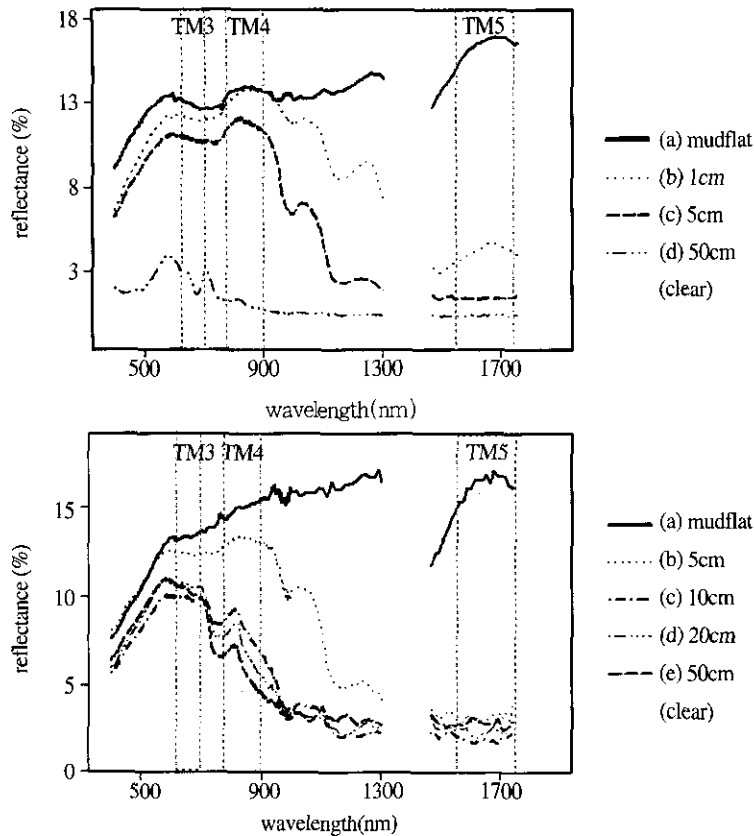 18
13
8
3
reflectance (%)
TM3 TM4 TM5
500 900 1300 1700
wavelength(nm)
(a) mudflat
(b) 1cm
(c) 5cm
(d) 50cm
(clear)
15
10
5
0
reflectance (%)
TM3 TM4 TM5
500 900 1300 1700
wavelength(nm)
(a) mudflat
(b) 5cm
(c) 10cm
(d) 20cm
(e) 50cm
(clear)